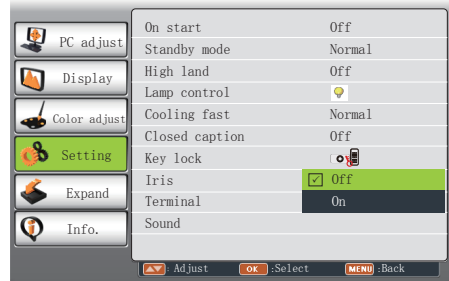 PC adjust
Display
Color adjust
Setting
Expand
Info.
On start Off
Standby mode Normal
High land Off
Lamp control
Cooling fast Normal
Closed caption Off
Key lock
Iris Off
Terminal On
Sound
: Adjust OK :Select MENU :Back